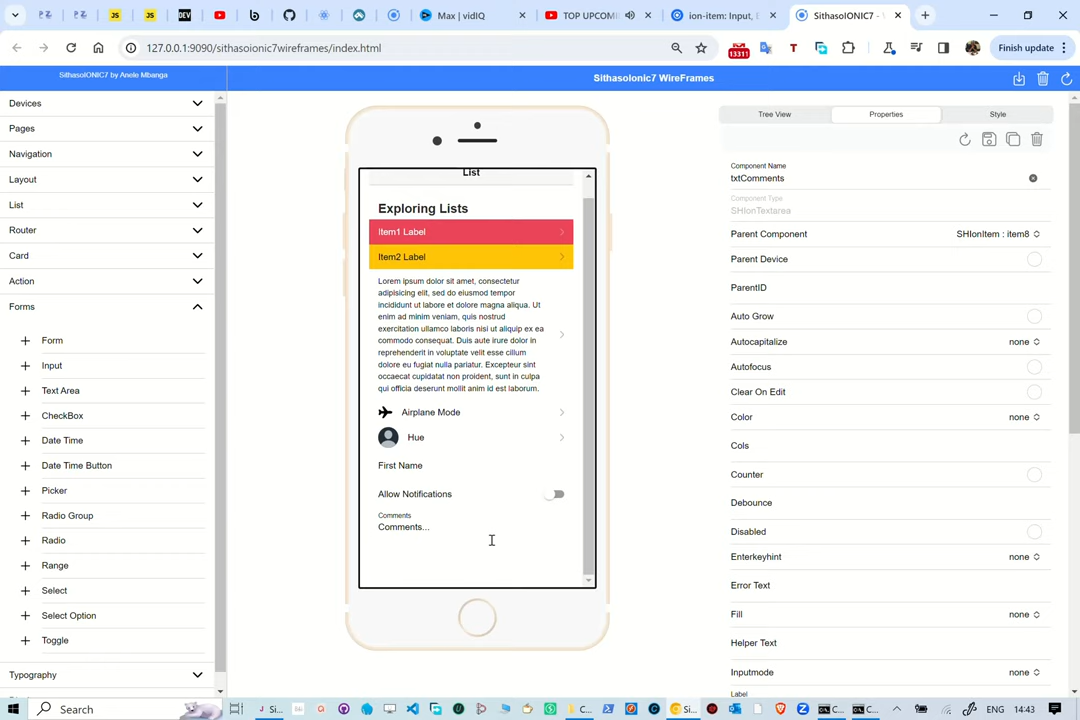 Max | vidIQ
TOP UPCOMI
ion-item: Input, E
SithasoIONIC7 -
127.0.0.1:9090/sithasoionic7wireframes/index.html
13311
Finish update
SithasoIONIC7 by Anele Mbanga
SithasoIonic7 WireFrames
Devices
Pages
Navigation
Layout
List
Router
Card
Action
Forms
Form
Input
Text Area
CheckBox
Date Time
Date Time Button
Picker
Radio Group
Radio
Range
Select
Select Option
Toggle
Typography
List
Exploring Lists
Item1 Label
Item2 Label
Lorem ipsum dolor sit amet, consectetur
adipisicing elit, sed do eiusmod tempor
incididunt ut labore et dolore magna aliqua. Ut
enim ad minim veniam, quis nostrud
exercitation ullamco laboris nisi ut aliquip ex ea
commodo consequat. Duis aute irure dolor in
reprehenderit in voluptate velit esse cillum
dolore eu fugiat nulla pariatur. Excepteur sint
occaecat cupidatat non proident, sunt in culpa
qui officia deserunt mollit anim id est laborum.
Airplane Mode
Hue
First Name
Allow Notifications
Comments
Comments...
Tree View
Properties
Style
Component Name
txtComments
Component Type
SHIonTextarea
Parent Component SHIonItem : item8
Parent Device
ParentID
Auto Grow
Autocapitalize none
Autofocus
Clear On Edit
Color none
Cols
Counter
Debounce
Disabled
Enterkeyhint none
Error Text
Fill none
Helper Text
Inputmode none
Label
Search
ENG
14:43